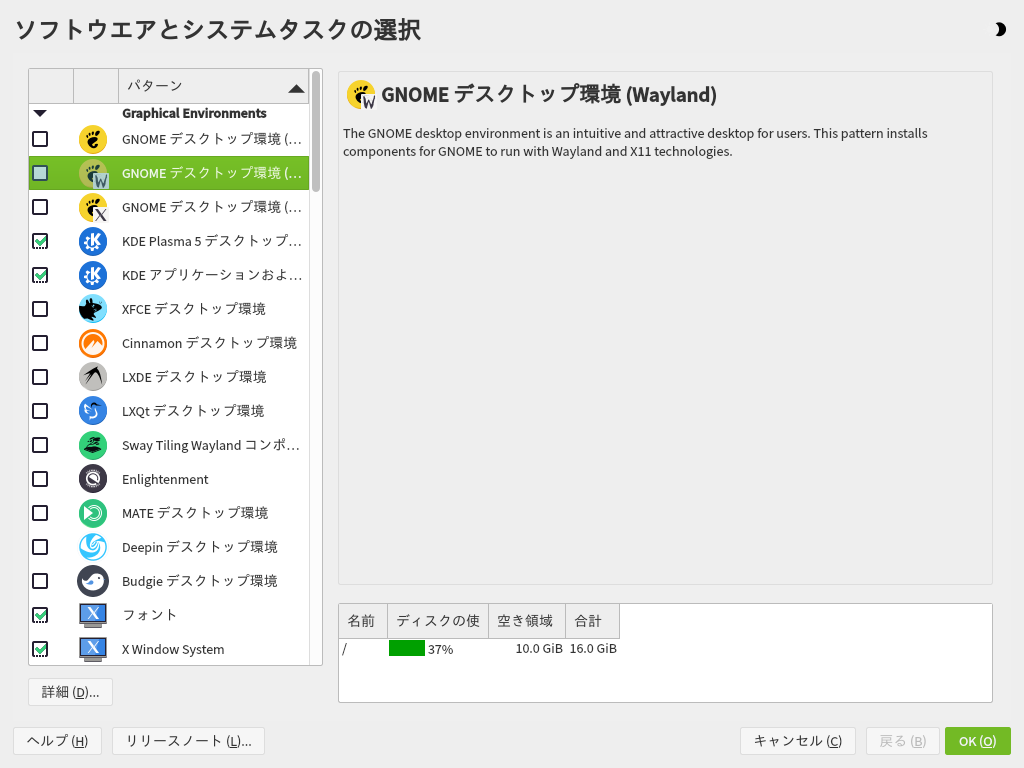 ソフトウエアとシステムタスクの選択
パターン
Graphical Environments
GNOME デスクトップ環境 (...
GNOME デスクトップ環境 (...
GNOME デスクトップ環境 (...
KDE Plasma 5 デスクトップ...
KDE アプリケーションおよ...
XFCE デスクトップ環境
Cinnamon デスクトップ環境
LXDE デスクトップ環境
LXQt デスクトップ環境
Sway Tiling Wayland コンポ...
Enlightenment
MATE デスクトップ環境
Deepin デスクトップ環境
Budgie デスクトップ環境
フォント
X Window System
詳細 (D)...
GNOME デスクトップ環境 (Wayland)
The GNOME desktop environment is an intuitive and attractive desktop for users. This pattern installs
components for GNOME to run with Wayland and X11 technologies.
名前 ディスクの使 空き領域 合計
/ 37% 10.0 GiB 16.0 GiB
ヘルプ (H) リリースノート (L)... キャンセル (C) 戻る (B) OK (O)